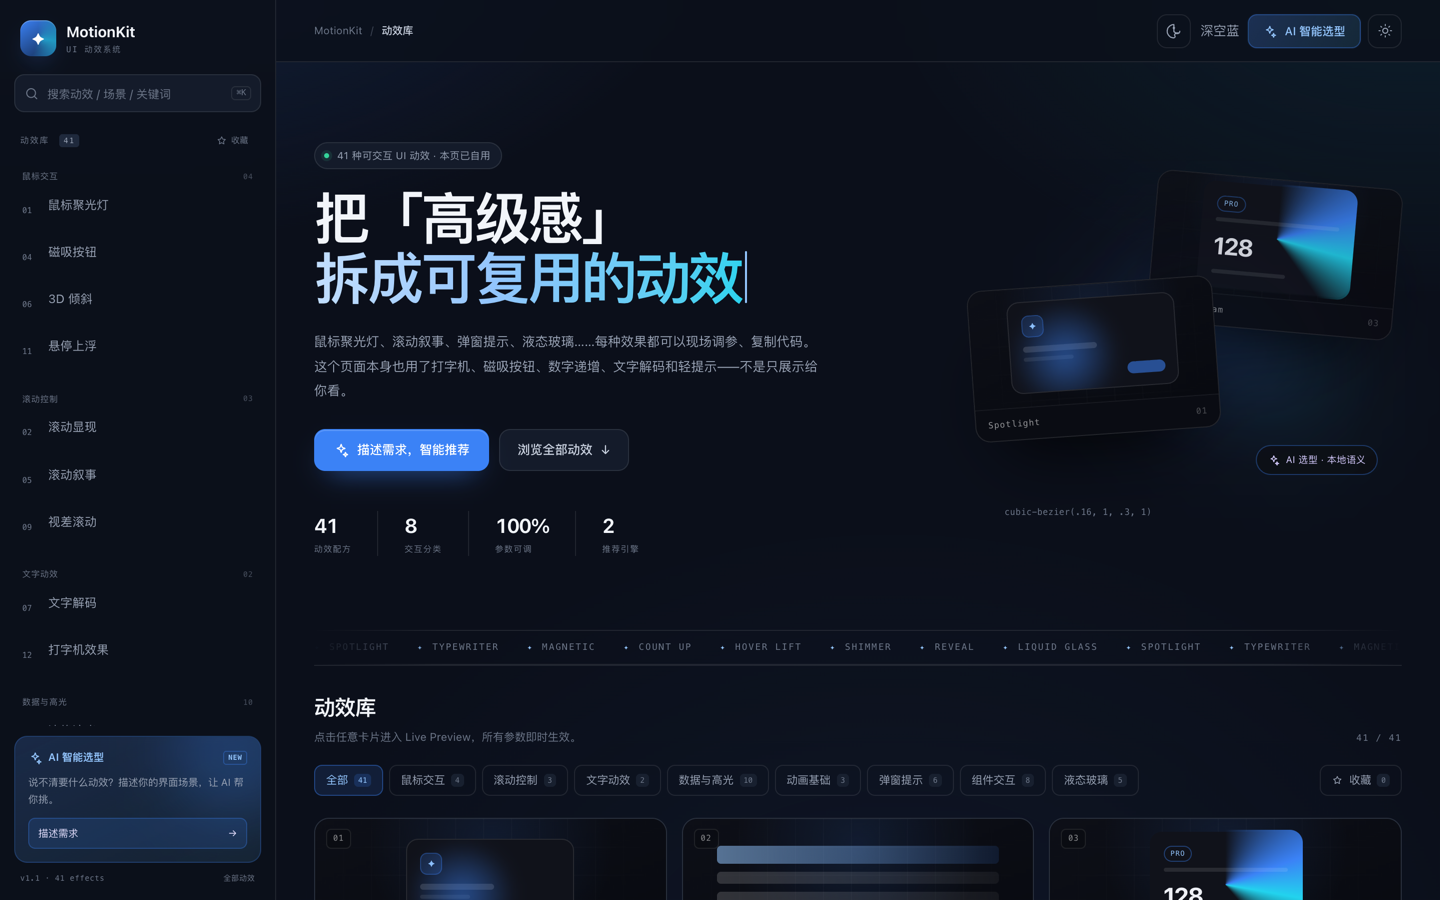 MotionKit
UI 动效系统
搜索动效 / 场景 / 关键词
⌘K
动效库 41
收藏
鼠标交互 04
01 鼠标聚光灯
04 磁吸按钮
06 3D 倾斜
11 悬停上浮
滚动控制 03
02 滚动显现
05 滚动叙事
09 视差滚动
文字动效 02
07 文字解码
12 打字机效果
数据与高光 10
AI 智能选型 NEW
说不清要什么动效？描述你的界面场景，让 AI 帮
你挑。
描述需求 →
v1.1 · 41 effects 全部动效
MotionKit / 动效库
深空蓝
AI 智能选型
41 种可交互 UI 动效 · 本页已自用
把「高级感」
拆成可复用的动效
鼠标聚光灯、滚动叙事、弹窗提示、液态玻璃……每种效果都可以现场调参、复制代码。
这个页面本身也用了打字机、磁吸按钮、数字递增、文字解码和轻提示——不是只展示给
你看。
描述需求，智能推荐
浏览全部动效 ↓
41
动效配方
8
交互分类
100%
参数可调
2
推荐引擎
PRO
128
am 03
Spotlight 01
AI 选型 · 本地语义
cubic-bezier(.16, 1, .3, 1)
SPOTLIGHT ✦ TYPEWRITER ✦ MAGNETIC ✦ COUNT UP ✦ HOVER LIFT ✦ SHIMMER ✦ REVEAL ✦ LIQUID GLASS ✦ SPOTLIGHT ✦ TYPEWRITER ✦ MAGNE
动效库
点击任意卡片进入 Live Preview，所有参数即时生效。
41 / 41
全部 41
鼠标交互 4
滚动控制 3
文字动效 2
数据与高光 10
动画基础 3
弹窗提示 6
组件交互 8
液态玻璃 5
收藏 0
01
02
03
PRO
128